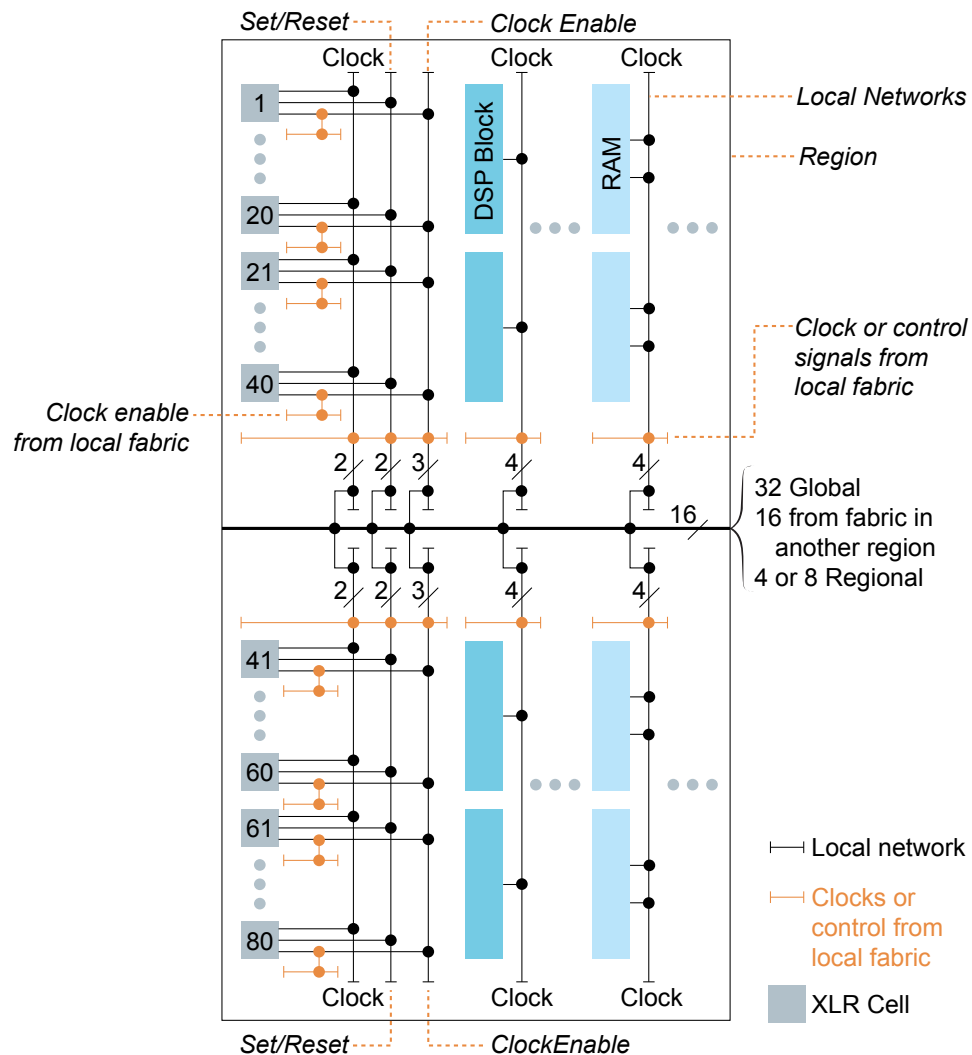 Set/Reset
Clock Enable
Clock
Clock
Clock
1
DSP Block
RAM
Local Networks
Region
20
21
40
Clock or control
signals from
local fabric
Clock enable
from local fabric
2
2
3
4
4
16
32 Global
16 from fabric in
another region
4 or 8 Regional
2
2
3
4
4
41
60
61
80
Local network
Clocks or
control from
local fabric
XLR Cell
Clock
Clock
Clock
Set/Reset
ClockEnable